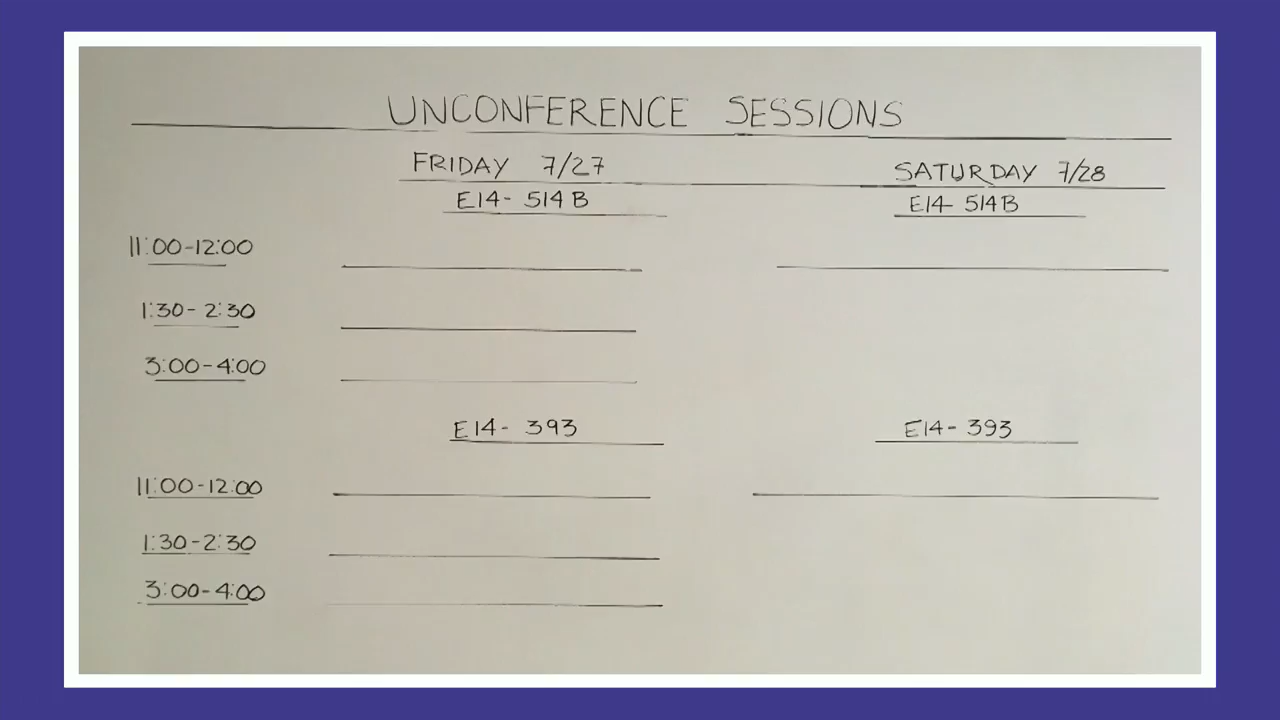 UNCONFERENCE SESSIONS
FRIDAY 7/27 SATURDAY 7/28
E14-514B E14-514B
11:00-12:00
1:30-2:30
3:00-4:00
E14-393 E14-393
11:00-12:00
1:30-2:30
3:00-4:00